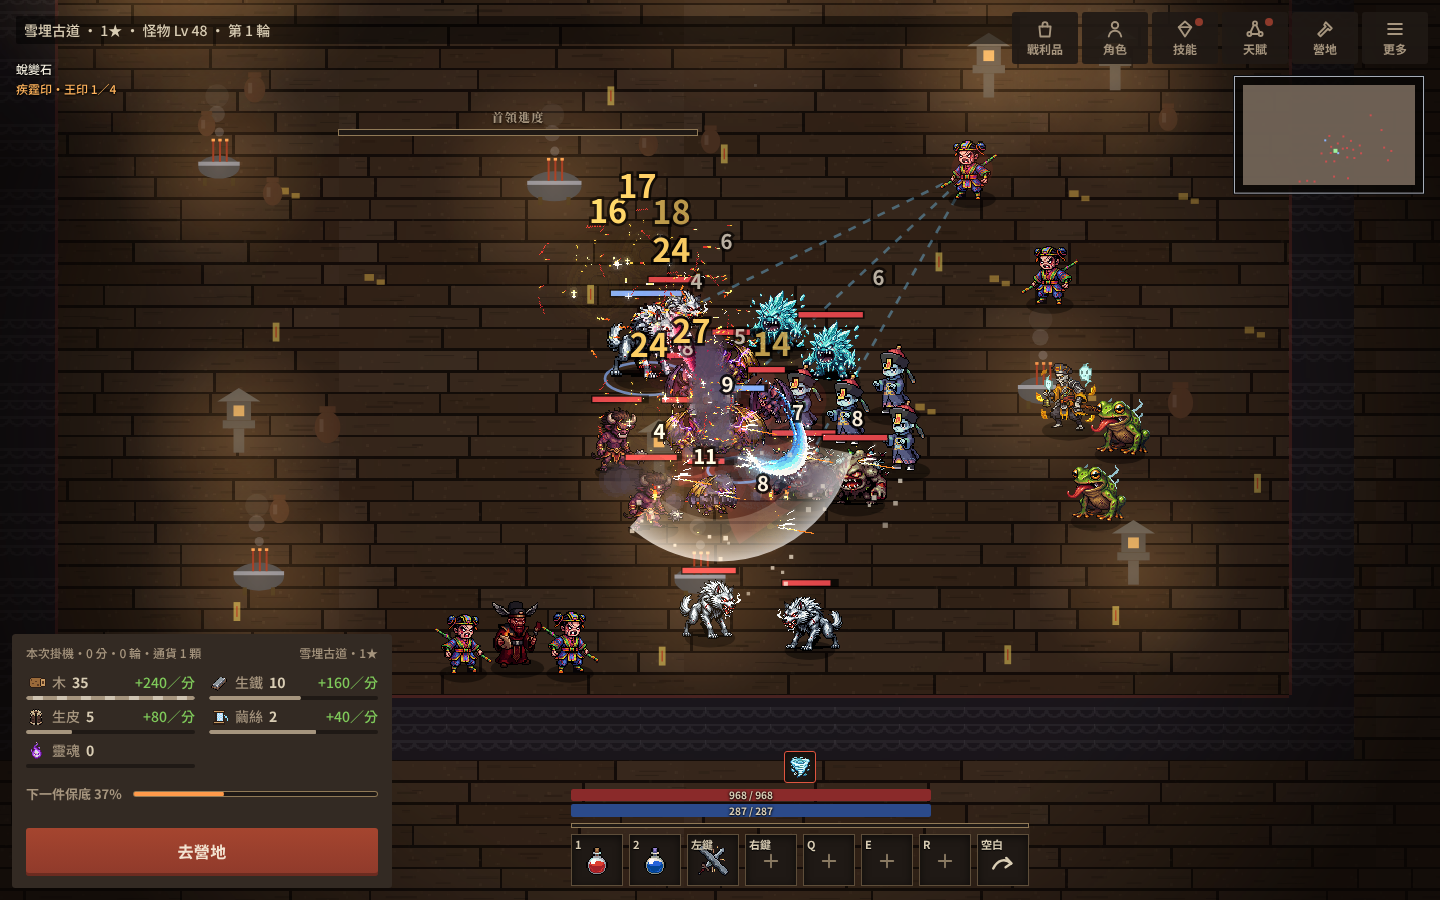 雪埋古道・1★・怪物 Lv 48・第 1 輪
戰利品
角色
技能
天賦
營地
更多
蛻變石
疾霆印・王印 1／4
首領進度
17
16
18
24
6
4
6
27
24
8
5
14
9
7
8
4
11
8
本次掛機・0 分・0 輪・通貨 1 顆
雪埋古道・1★
木 35 +240／分
生鐵 10 +160／分
生皮 5 +80／分
繭絲 2 +40／分
靈魂 0
下一件保底 37%
去營地
968 / 968
287 / 287
1
2
左鍵
右鍵
Q
E
R
空白